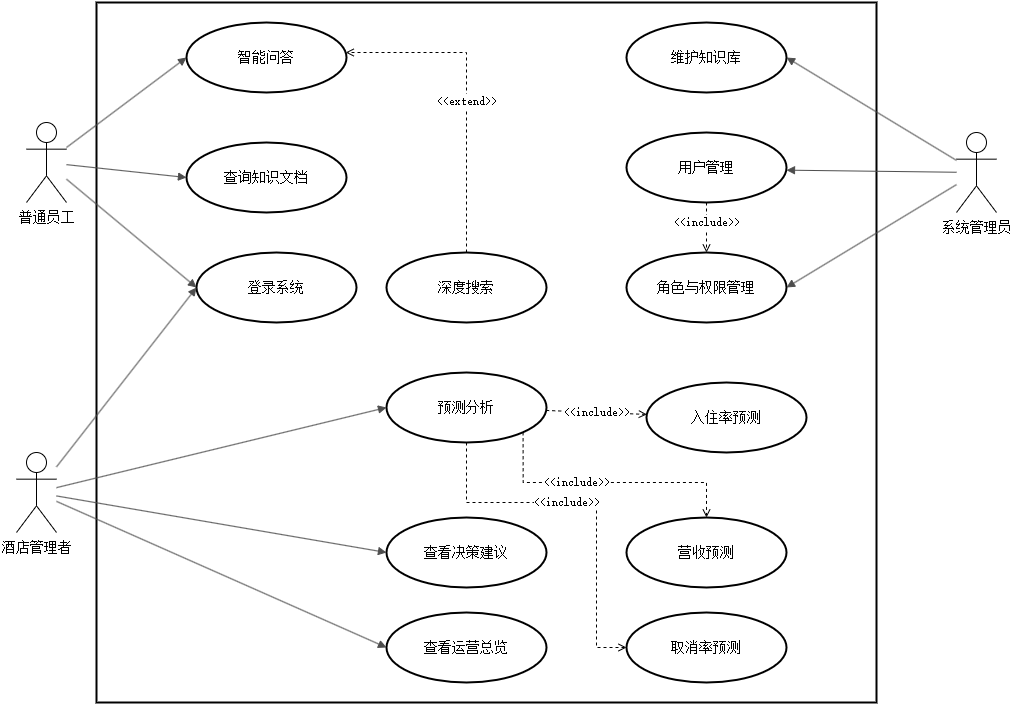 智能问答
维护知识库
<<extend>>
查询知识文档
用户管理
普通员工
<<include>>
系统管理员
登录系统
深度搜索
角色与权限管理
预测分析
<<include>>
入住率预测
<<include>>
<<include>>
酒店管理者
查看决策建议
营收预测
查看运营总览
取消率预测